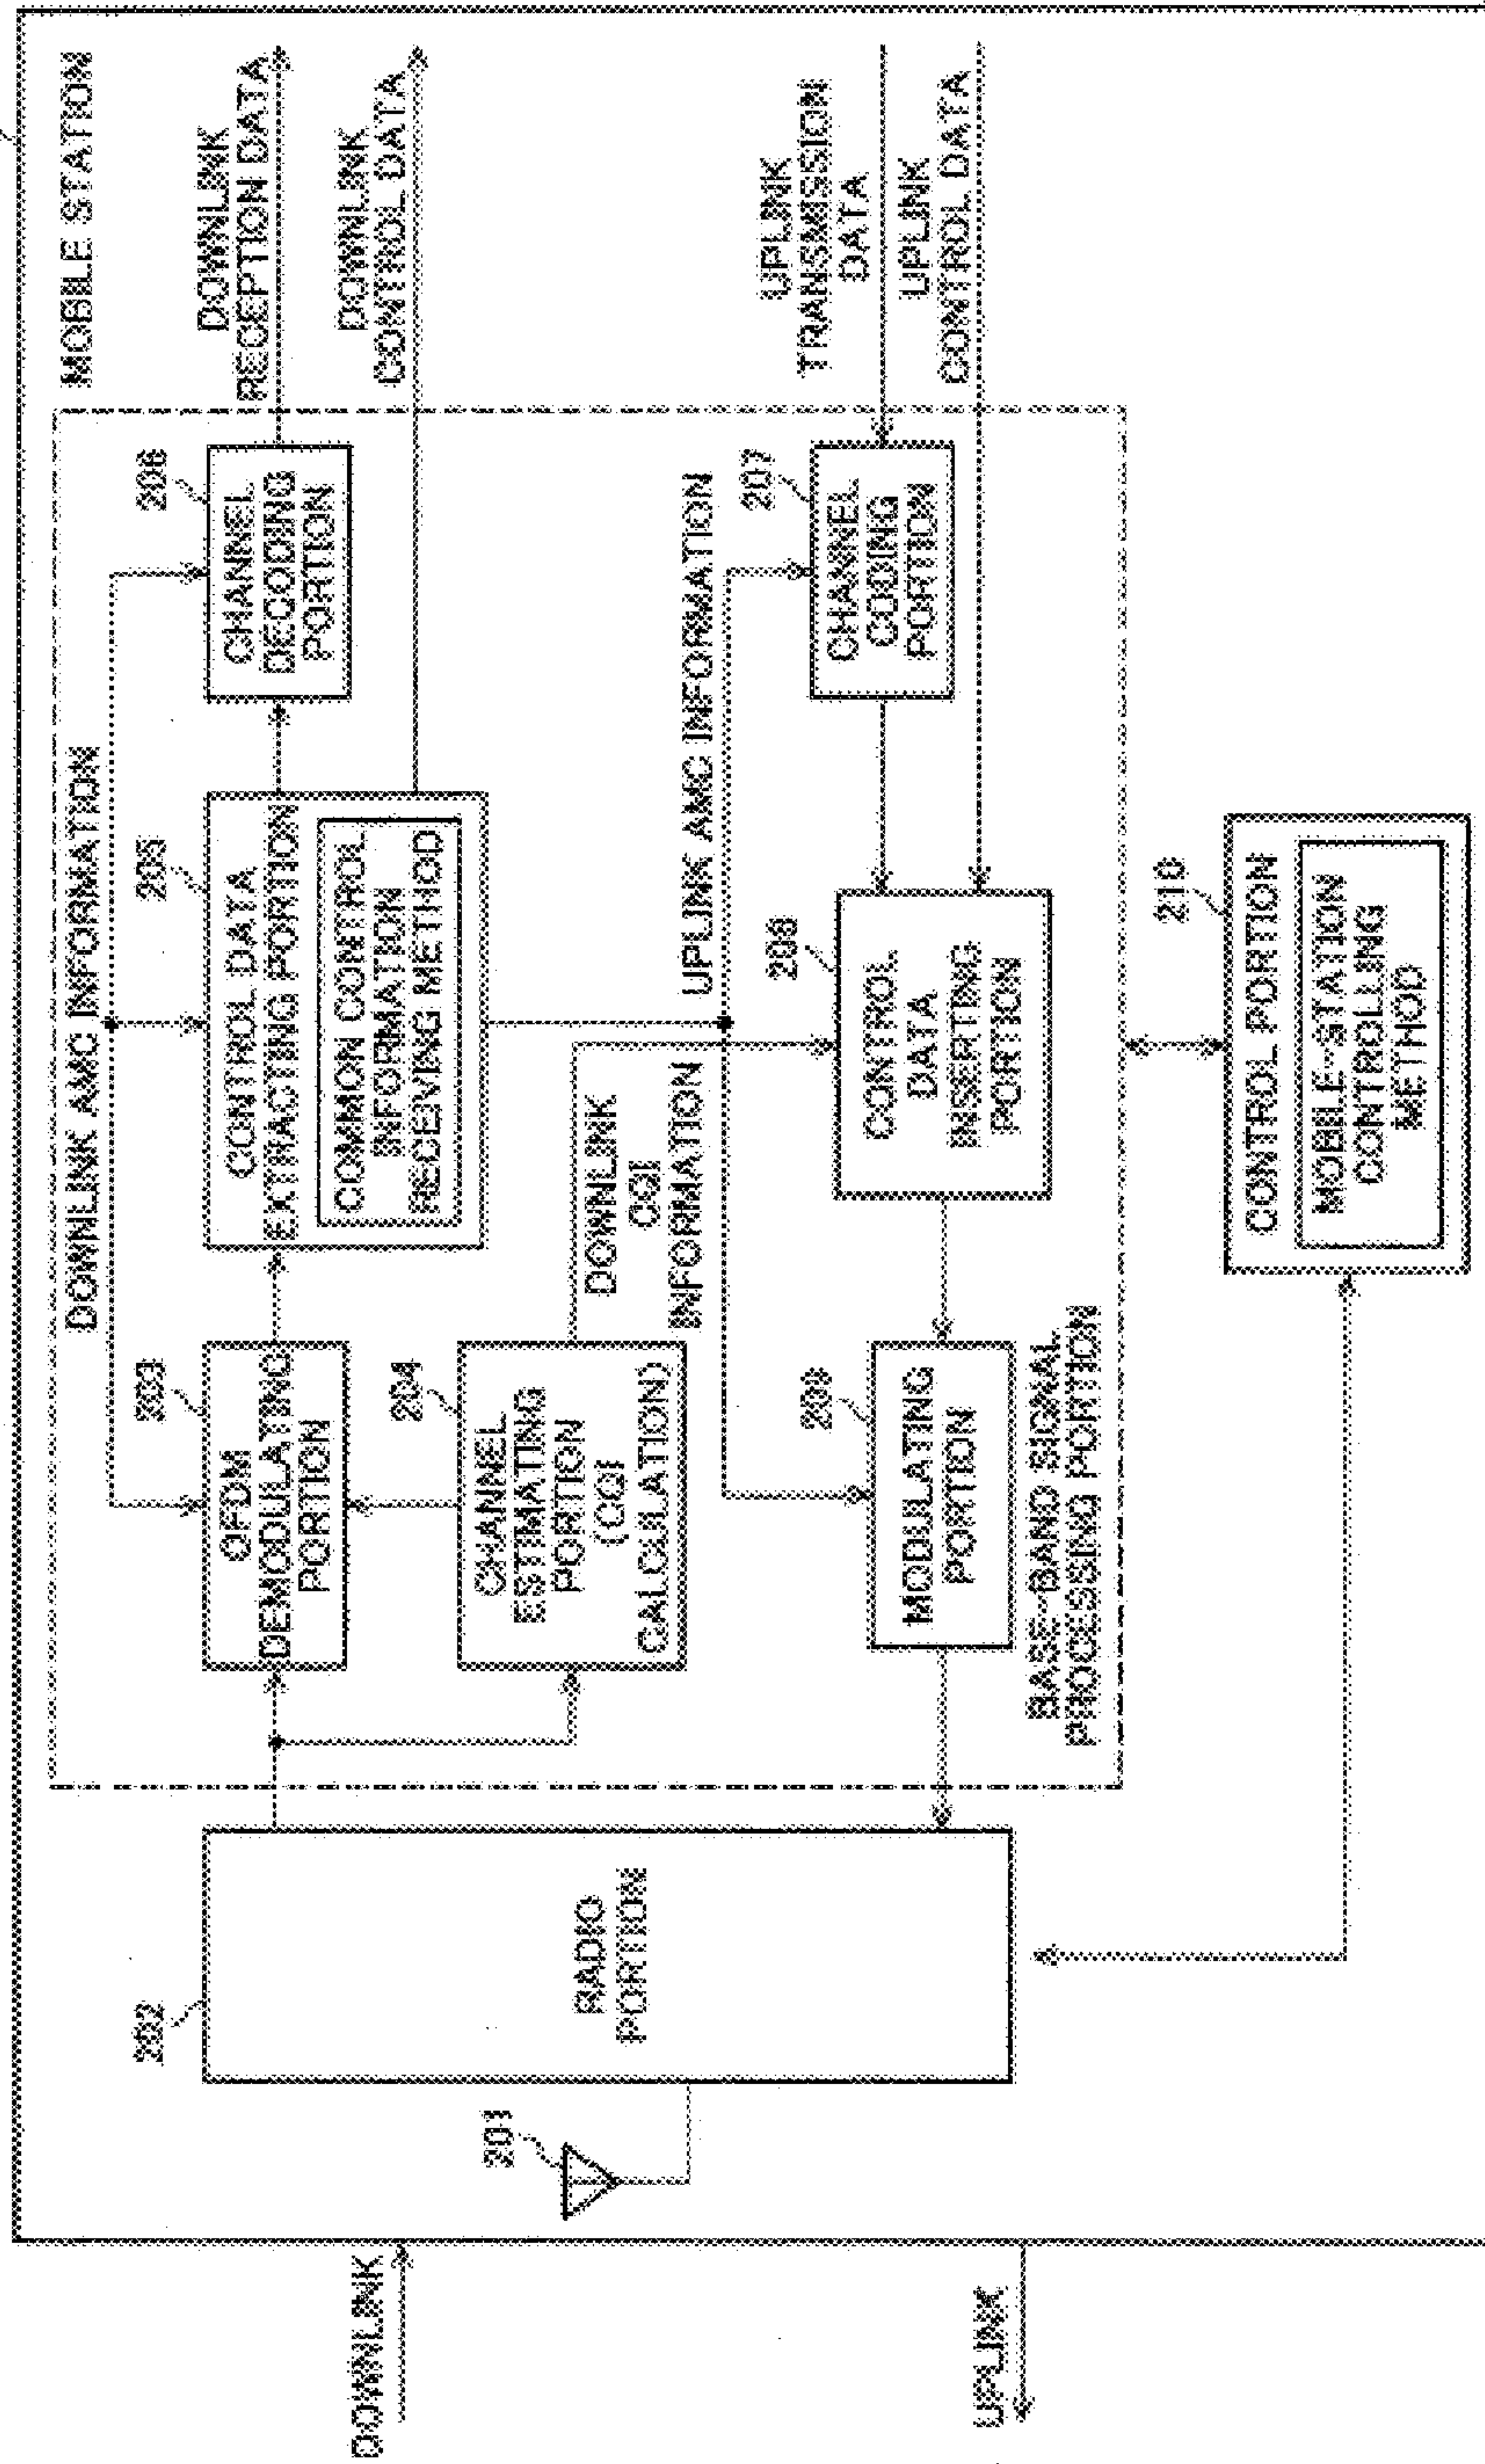 MOBILE STATION
DOWNLINK
UPLINK
201
202
RADIO
PORTION
DOWNLINK AMC INFORMATION
203
OFDM
DEMODULATING
PORTION
204
CHANNEL
ESTIMATING
PORTION
(CQI
CALCULATION)
205
CONTROL DATA
EXTRACTING PORTION
COMMON CONTROL
INFORMATION
RECEIVING METHOD
206
CHANNEL
DECODING
PORTION
DOWNLINK
RECEPTION DATA
DOWNLINK
CONTROL DATA
DOWNLINK
CQI
INFORMATION
UPLINK AMC INFORMATION
207
CHANNEL
CODING
PORTION
UPLINK
TRANSMISSION
DATA
UPLINK
CONTROL DATA
208
CONTROL
DATA
INSERTING
PORTION
209
MODULATING
PORTION
BASE-BAND SIGNAL
PROCESSING PORTION
210
CONTROL PORTION
MOBILE-STATION
CONTROLLING
METHOD